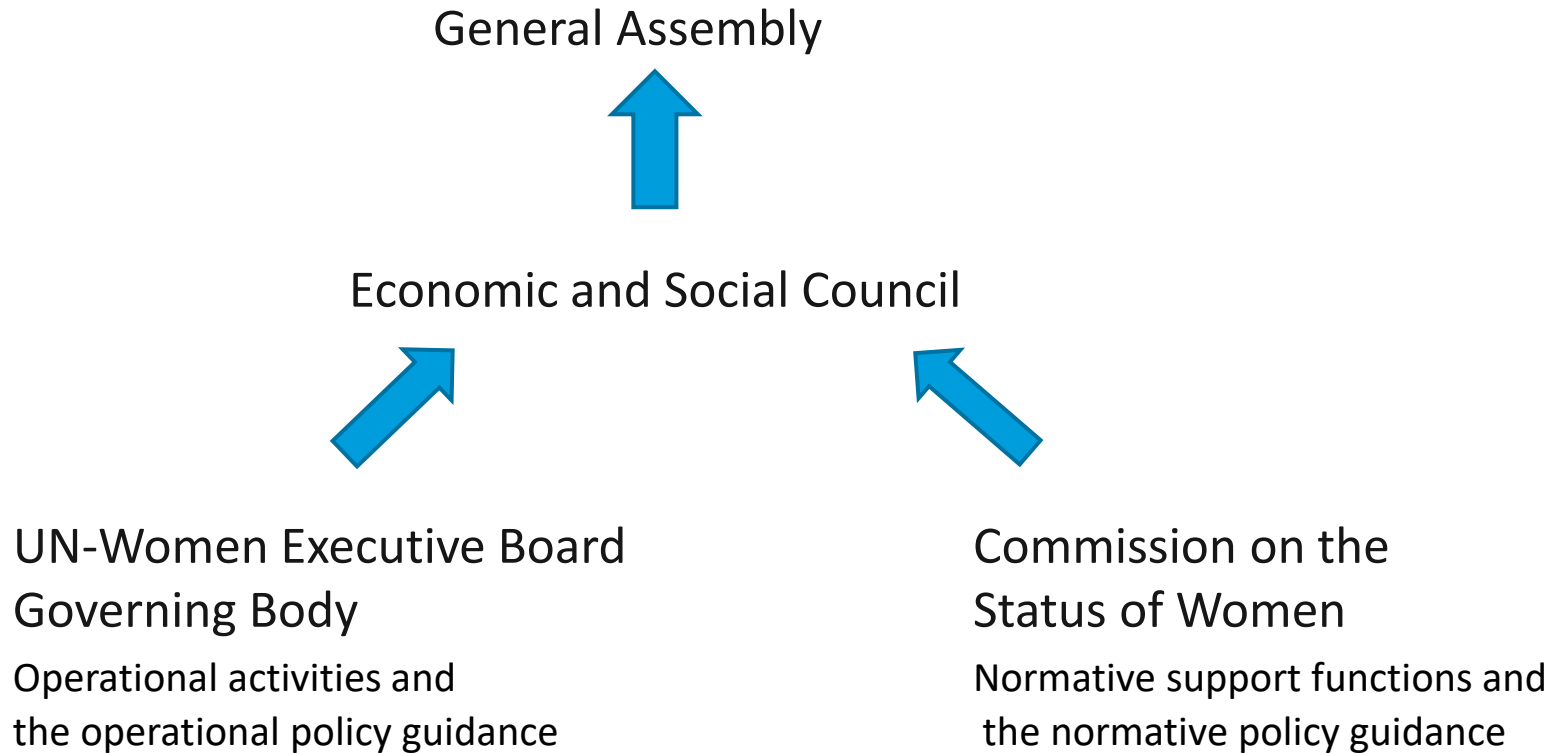 General Assembly
Economic and Social Council
UN-Women Executive Board
Governing Body
Operational activities and
the operational policy guidance
Commission on the
Status of Women
Normative support functions and
the normative policy guidance